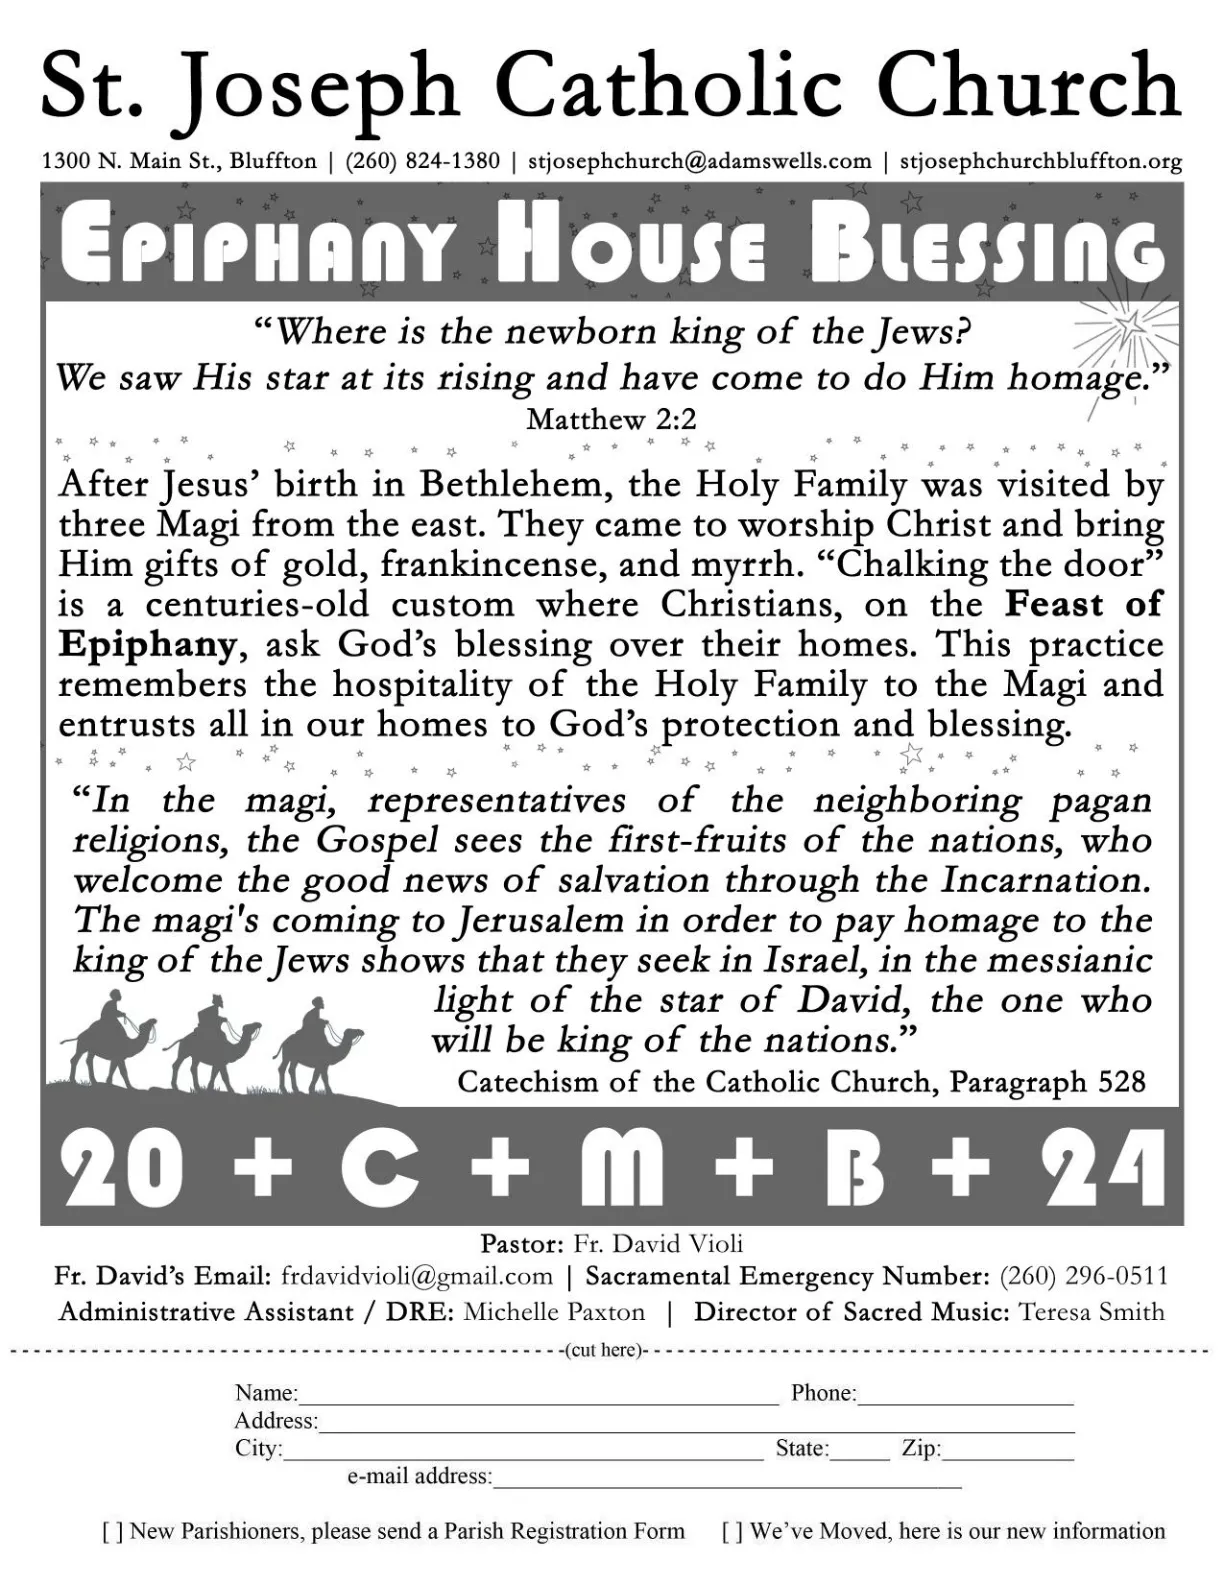 St. Joseph Catholic Church
1300 N. Main St., Bluffton | (260) 824-1380 | stjosephchurch@adamswells.com | stjosephchurchbluffton.org
EPIPHANY HOUSE BLESSING
“Where is the newborn king of the Jews?
We saw His star at its rising and have come to do Him homage.”
Matthew 2:2
After Jesus’ birth in Bethlehem, the Holy Family was visited by
three Magi from the east. They came to worship Christ and bring
Him gifts of gold, frankincense, and myrrh. “Chalking the door”
is a centuries-old custom where Christians, on the Feast of
Epiphany, ask God’s blessing over their homes. This practice
remembers the hospitality of the Holy Family to the Magi and
entrusts all in our homes to God’s protection and blessing.
“In the magi, representatives of the neighboring pagan
religions, the Gospel sees the first-fruits of the nations, who
welcome the good news of salvation through the Incarnation.
The magi's coming to Jerusalem in order to pay homage to the
king of the Jews shows that they seek in Israel, in the messianic
light of the star of David, the one who
will be king of the nations.”
Catechism of the Catholic Church, Paragraph 528
20 + C + M + B + 24
Pastor: Fr. David Violi
Fr. David’s Email: frdavidvioli@gmail.com | Sacramental Emergency Number: (260) 296-0511
Administrative Assistant / DRE: Michelle Paxton | Director of Sacred Music: Teresa Smith
(cut here)
Name: Phone:
Address:
City: State: Zip:
e-mail address:
[ ] New Parishioners, please send a Parish Registration Form [ ] We’ve Moved, here is our new information